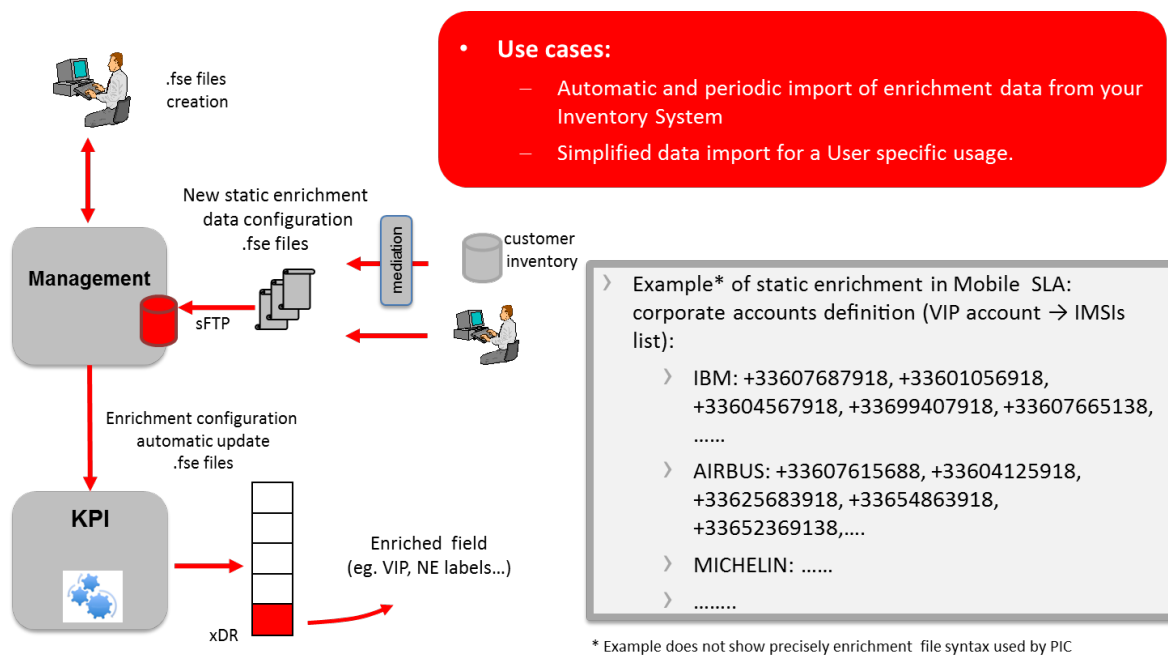 .fse files
creation
• Use cases:
– Automatic and periodic import of enrichment data from your
Inventory System
– Simplified data import for a User specific usage.
New static enrichment
data configuration
.fse files
mediation
customer
inventory
Management
sFTP
Enrichment configuration
automatic update
.fse files
KPI
Enriched field
(eg. VIP, NE labels...)
xDR
› Example* of static enrichment in Mobile SLA:
corporate accounts definition (VIP account → IMSIs
list):
› IBM: +33607687918, +33601056918,
+33604567918, +33699407918, +33607665138,
......
› AIRBUS: +33607615688, +33604125918,
+33625683918, +33654863918,
+33652369138,....
› MICHELIN: ......
› ........
* Example does not show precisely enrichment file syntax used by PIC